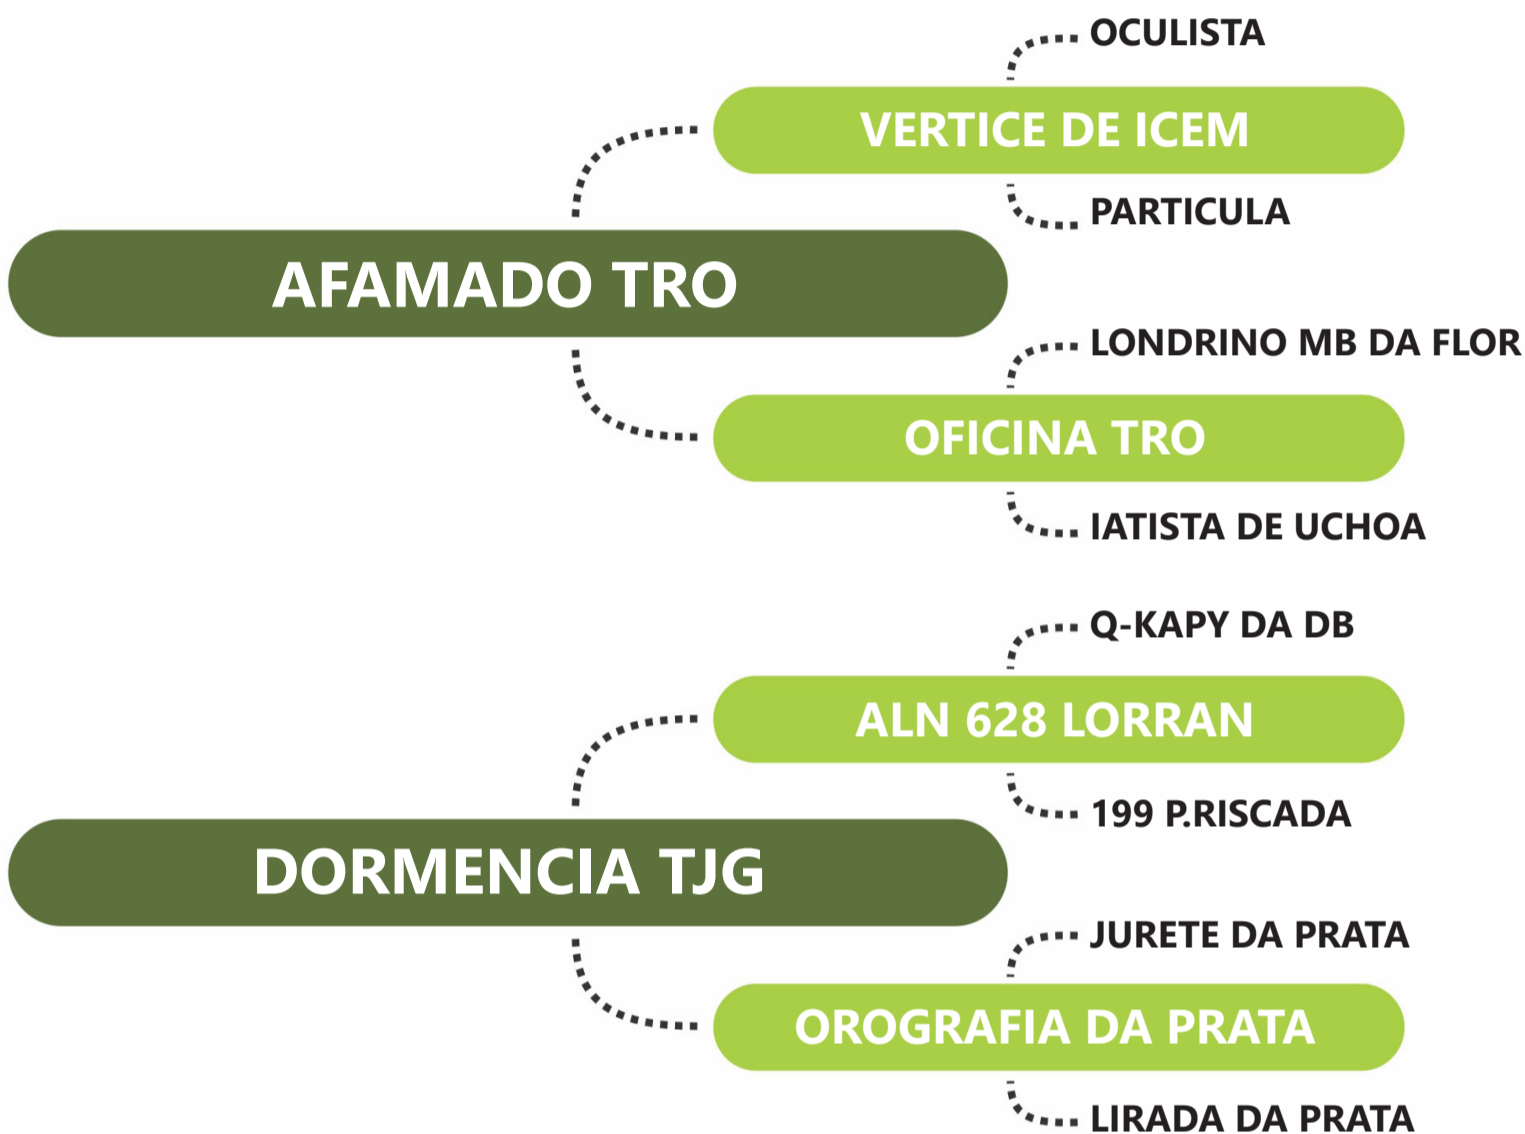 OCULISTA
VERTICE DE ICEM
PARTICULA
AFAMADO TRO
LONDRINO MB DA FLOR
OFICINA TRO
IATISTA DE UCHOA
Q-KAPY DA DB
ALN 628 LORRAN
199 P.RISCADA
DORMENCIA TJG
JURETE DA PRATA
OROGRAFIA DA PRATA
LIRADA DA PRATA